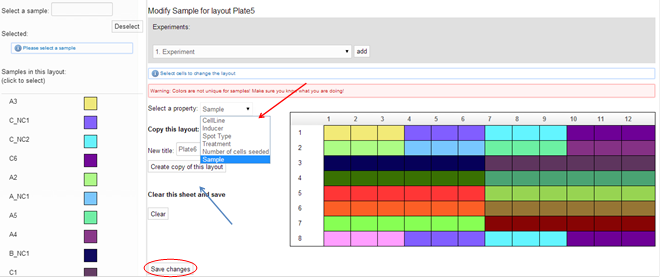 Select a sample:
Deselect
Selected:
Please select a sample
Samples in this layout:
(click to select)
A3
C_NC1
C_NC2
C6
A2
A_NC1
A5
A4
B_NC1
C1
Modify Sample for layout Plate5
Experiments:
1. Experiment
add
Select cells to change the layout
Warning: Colors are not unique for samples! Make sure you know what you are doing!
Select a property: Sample
CellLine
Inducer
Spot Type
Treatment
Number of cells seeded
Sample
Copy this layout:
New title: Plate6
Create copy of this layout
Clear this sheet and save
Clear
Save changes
1 2 3 4 5 6 7 8 9 10 11 12
1
2
3
4
5
6
7
8